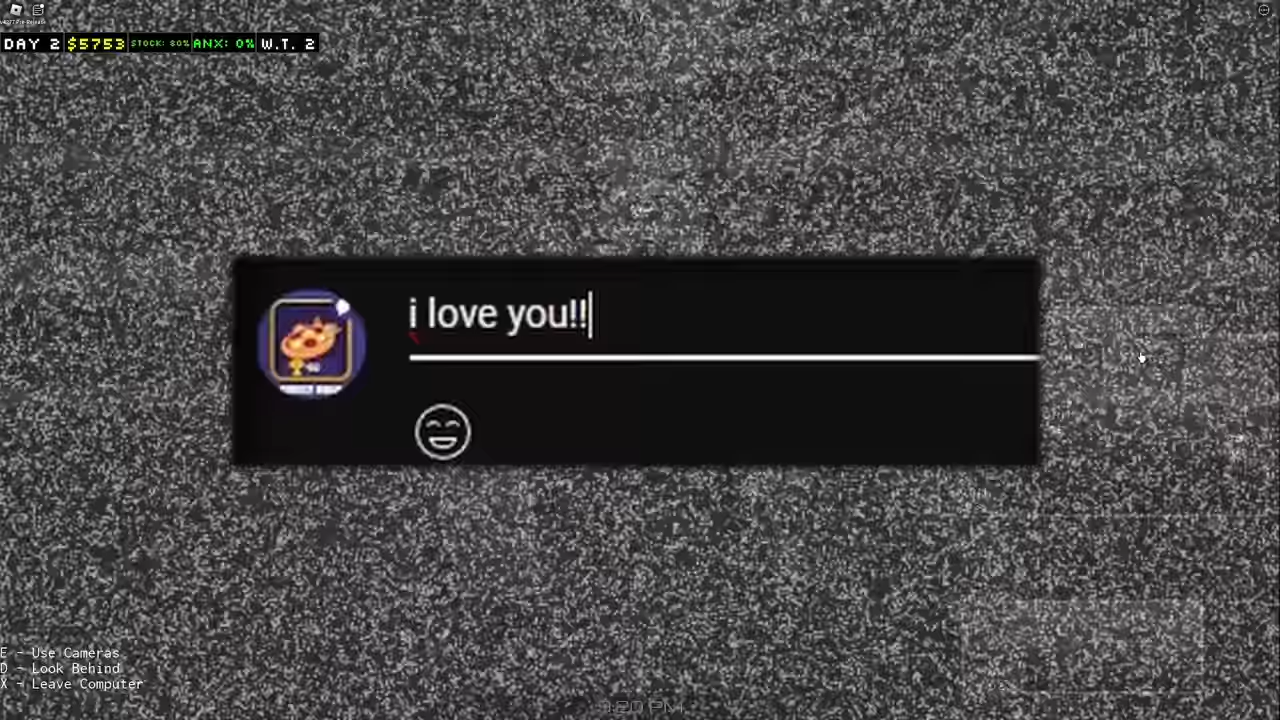 DAY 2 $5753 STOCK: 80% ANX: 0% W.T. 2
i love you!!
E - Use Cameras
D - Look Behind
X - Leave Computer